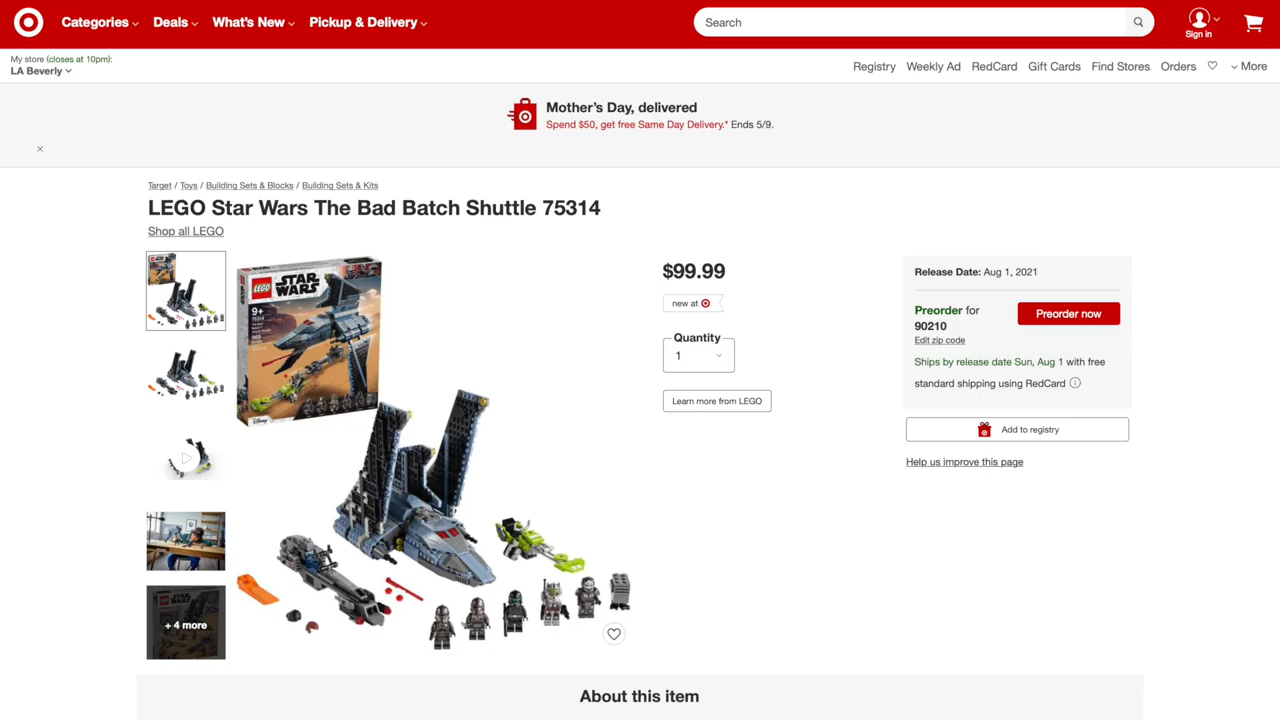 Categories
Deals
What's New
Pickup & Delivery
Search
Sign in
My store (closes at 10pm):
LA Beverly
Registry
Weekly Ad
RedCard
Gift Cards
Find Stores
Orders
More
Mother's Day, delivered
Spend $50, get free Same Day Delivery.* Ends 5/9.
Target / Toys / Building Sets & Blocks / Building Sets & Kits
LEGO Star Wars The Bad Batch Shuttle 75314
Shop all LEGO
LEGO
STAR
WARS
9+
75314
Disney
+ 4 more
$99.99
new at
Quantity
1
Learn more from LEGO
Release Date: Aug 1, 2021
Preorder for
90210
Edit zip code
Preorder now
Ships by release date Sun, Aug 1 with free
standard shipping using RedCard
Add to registry
Help us improve this page
About this item